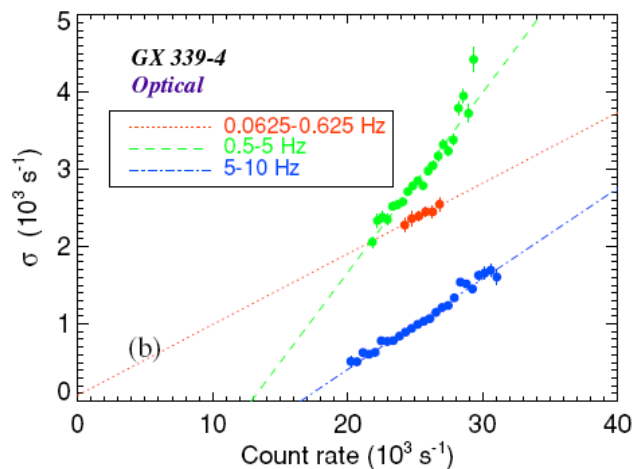 GX 339-4
Optical
0.0625-0.625 Hz
0.5-5 Hz
5-10 Hz
(b)
σ (10³ s⁻¹)
5
4
3
2
1
0
0 10 20 30 40
Count rate (10³ s⁻¹)